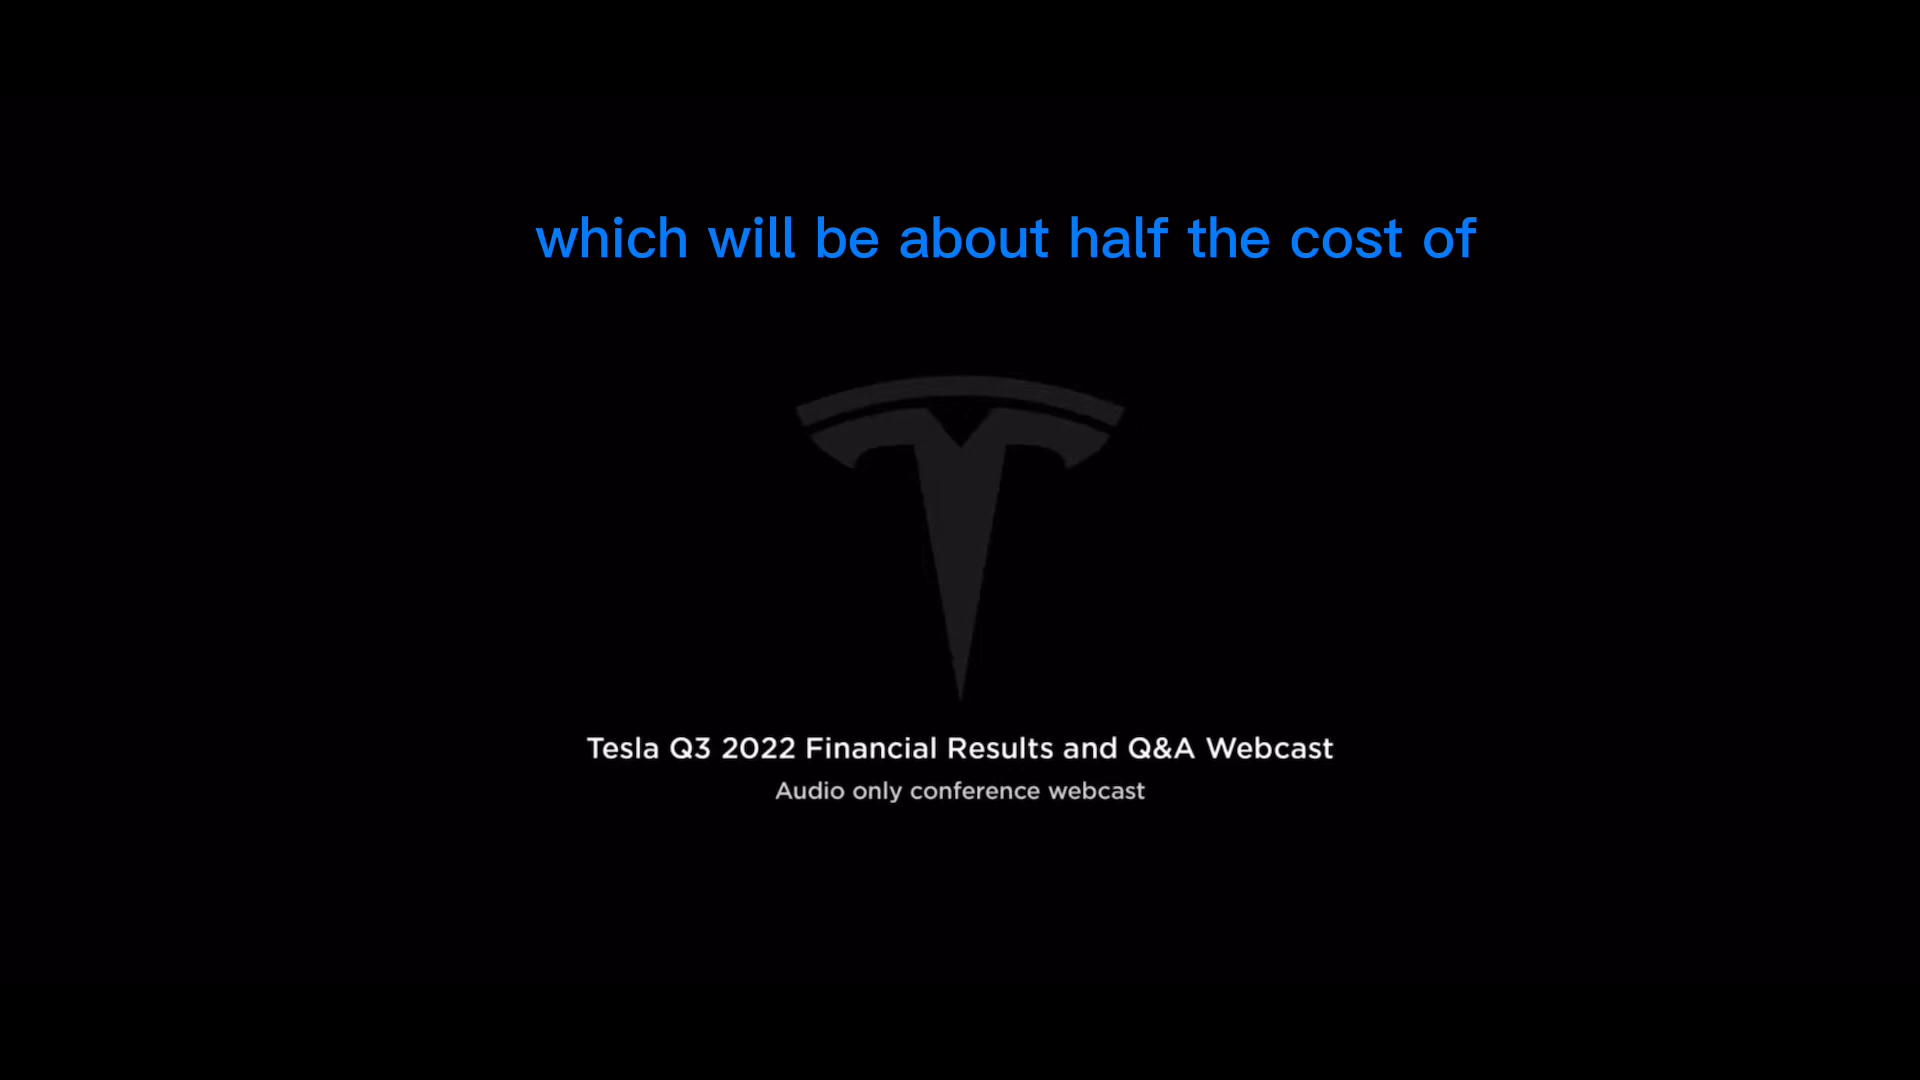 which will be about half the cost of
Tesla Q3 2022 Financial Results and Q&A Webcast
Audio only conference webcast